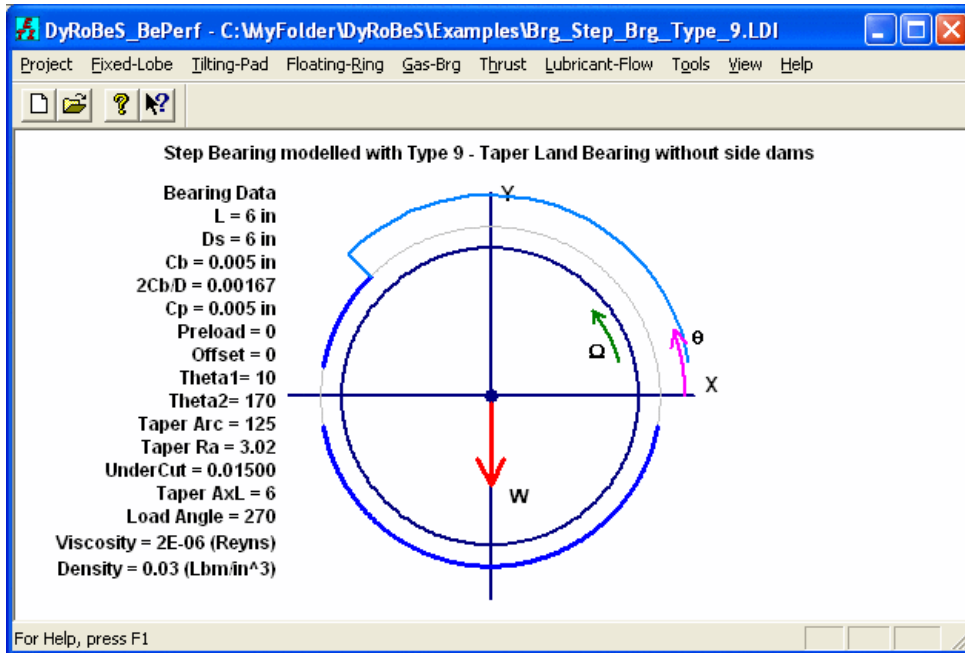 DyRoBeS_BePerf - C:\MyFolder\DyRoBeS\Examples\Brg_Step_Brg_Type_9.LDI
Project Fixed-Lobe Tilting-Pad Floating-Ring Gas-Brg Thrust Lubricant-Flow Tools View Help
Step Bearing modelled with Type 9 - Taper Land Bearing without side dams
Bearing Data
L = 6 in
Ds = 6 in
Cb = 0.005 in
2Cb/D = 0.00167
Cp = 0.005 in
Preload = 0
Offset = 0
Theta1= 10
Theta2= 170
Taper Arc = 125
Taper Ra = 3.02
UnderCut = 0.01500
Taper AxL = 6
Load Angle = 270
Viscosity = 2E-06 (Reyns)
Density = 0.03 (Lbm/in^3)
Y
Ω
θ
X
W
For Help, press F1